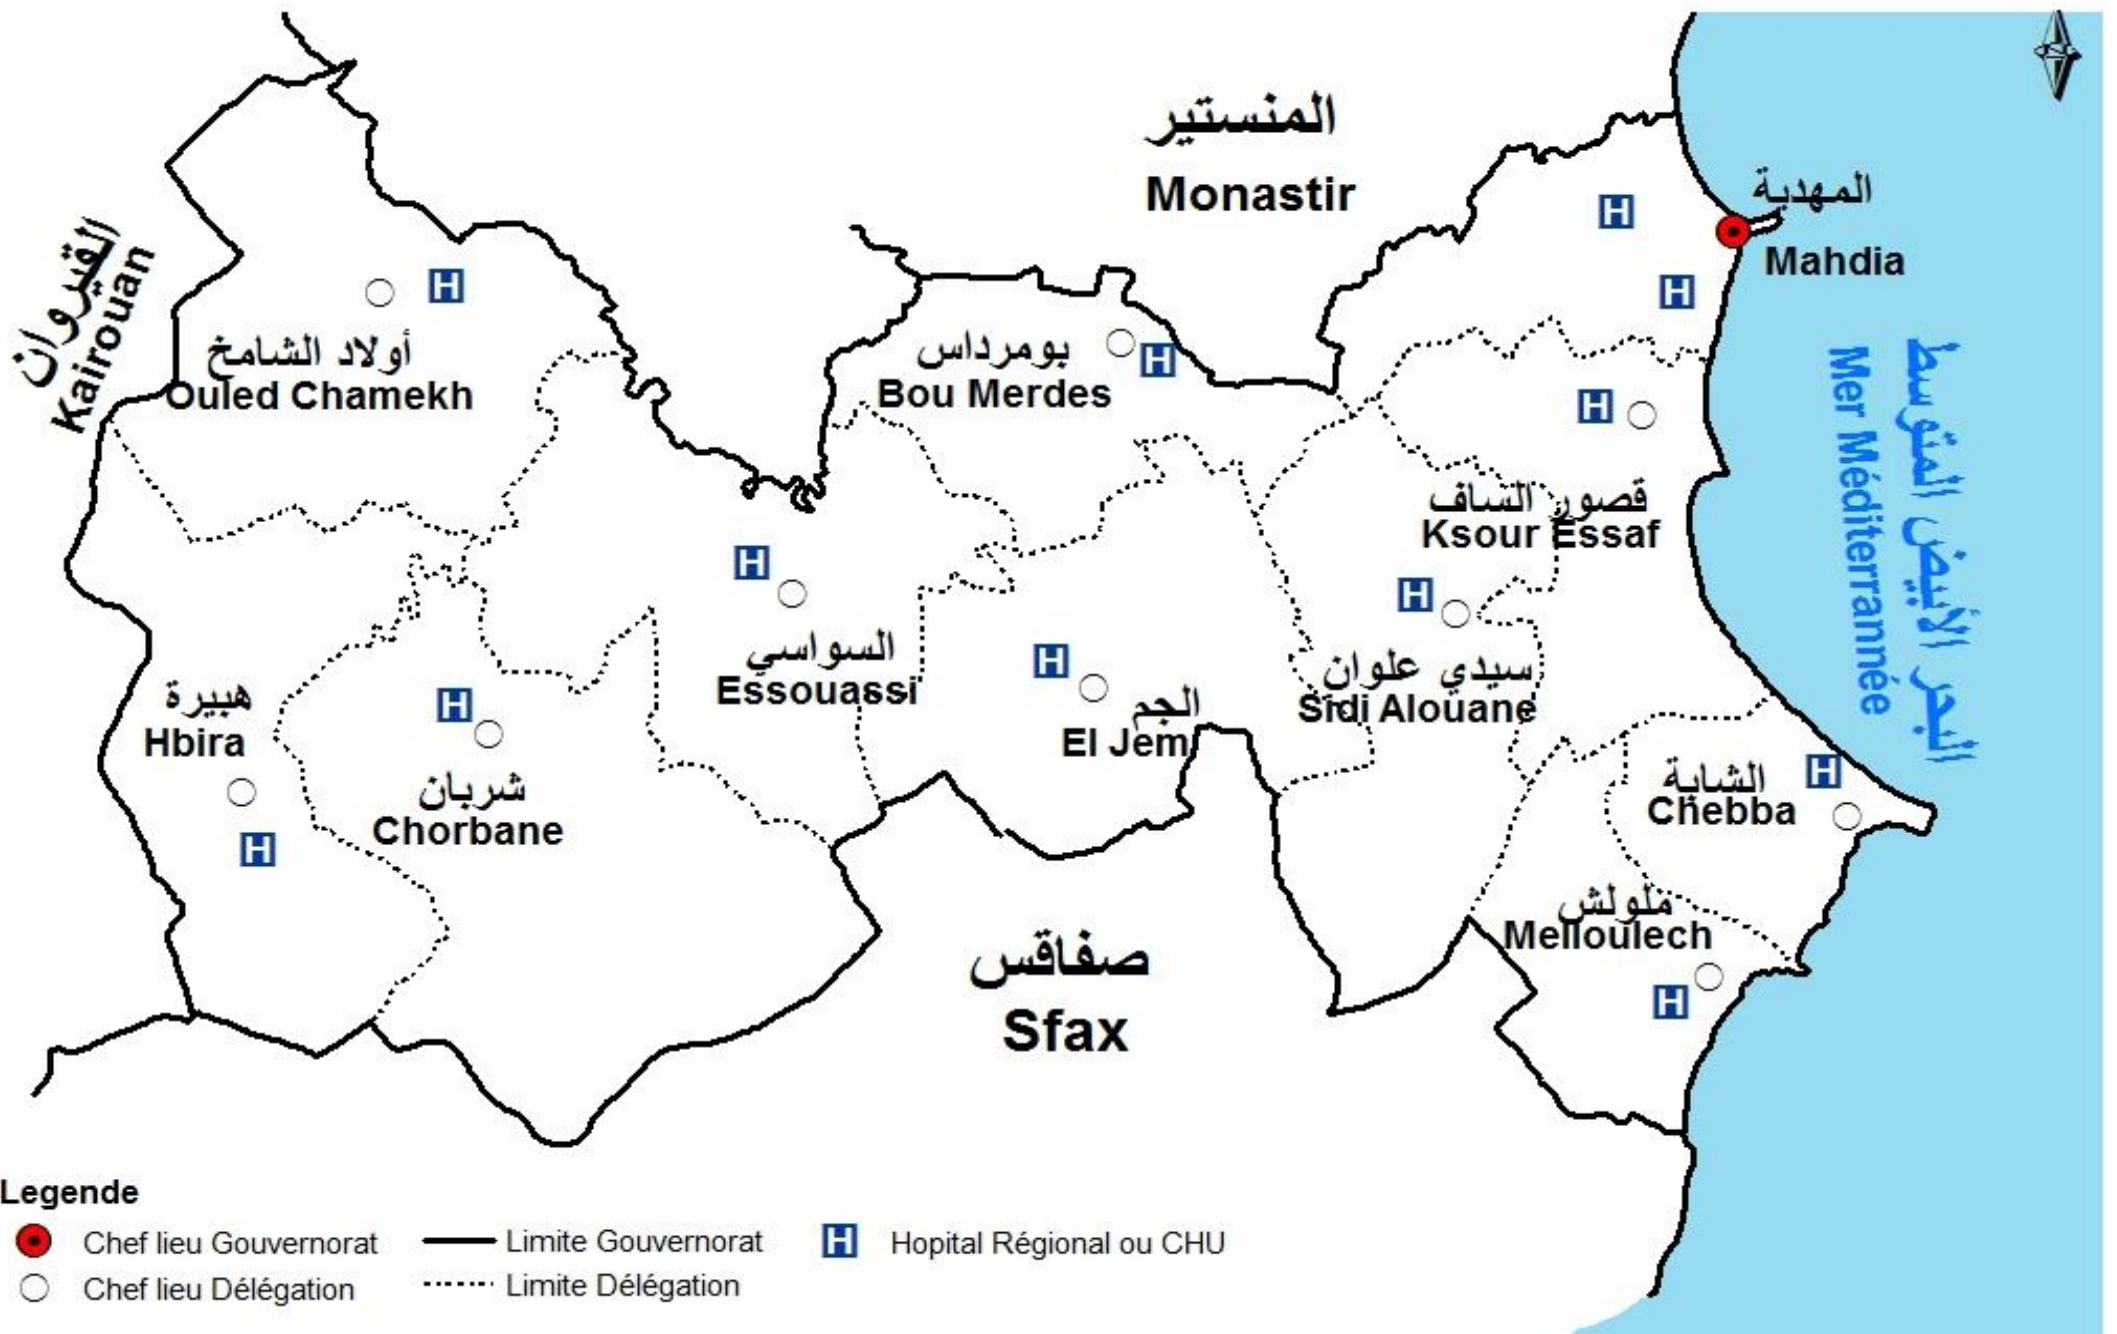 المنستير
Monastir
المهدية
Mahdia
القيروان
Kairouan
أولاد الشامخ
Ouled Chamekh
بومرداس
Bou Merdes
البحر الأبيض المتوسط
Mer Méditerrannée
قصور الساف
Ksour Essaf
السواسي
Essouassi
سيدي علوان
Sidi Alouane
هبيرة
Hbira
الجم
El Jem
شربان
Chorbane
الشابة
Chebba
ملولش
Melloulech
صفاقس
Sfax
Legende
Chef lieu Gouvernorat
Limite Gouvernorat
H Hopital Régional ou CHU
Chef lieu Délégation
Limite Délégation
H
H
H
H
H
H
H
H
H
H
H
H